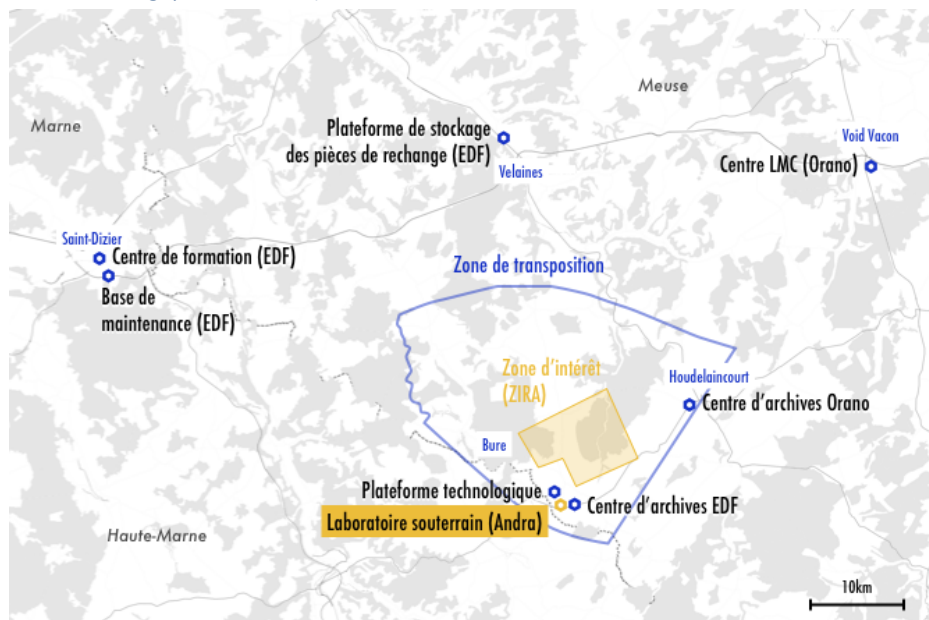 Meuse
Marne
Plateforme de stockage
des pièces de rechange (EDF)
Velaines
Void Vacon
Centre LMC (Orano)
Saint-Dizier
Centre de formation (EDF)
Base de
maintenance (EDF)
Zone de transposition
Zone d'intérêt
(ZIRA)
Houdelaincourt
Centre d'archives Orano
Bure
Plateforme technologique
Centre d'archives EDF
Laboratoire souterrain (Andra)
Haute-Marne
10km